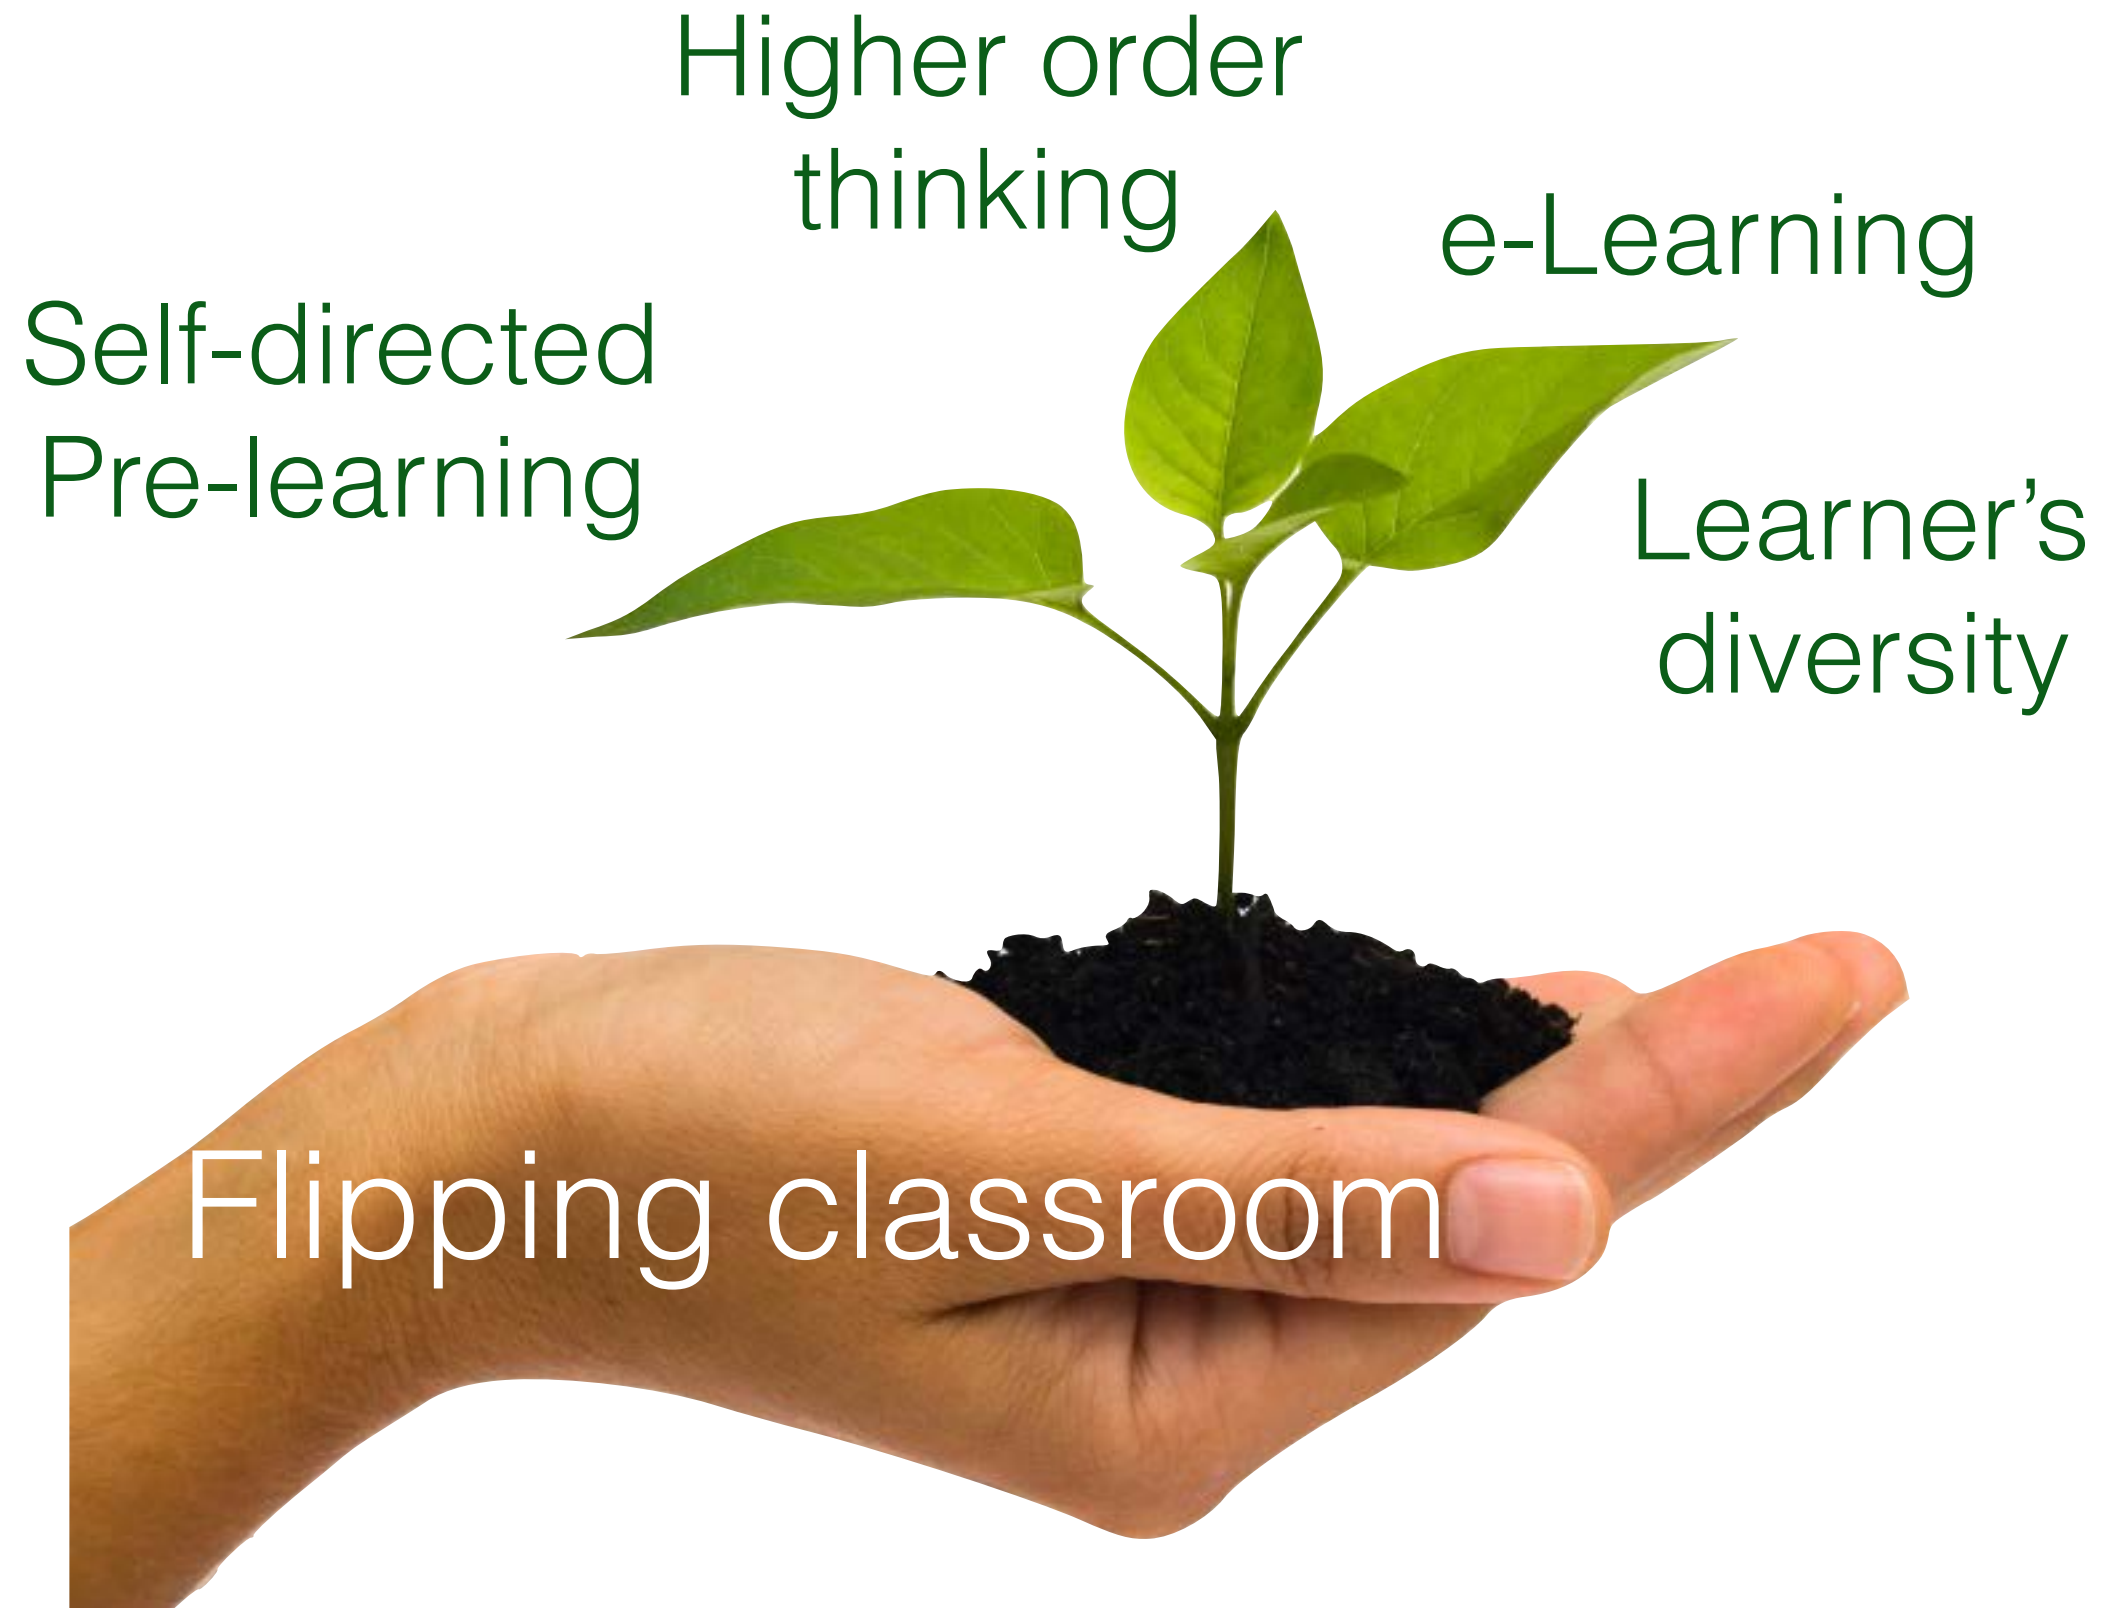 Higher order
thinking
e-Learning
Self-directed
Pre-learning
Learner’s
diversity
Flipping classroom